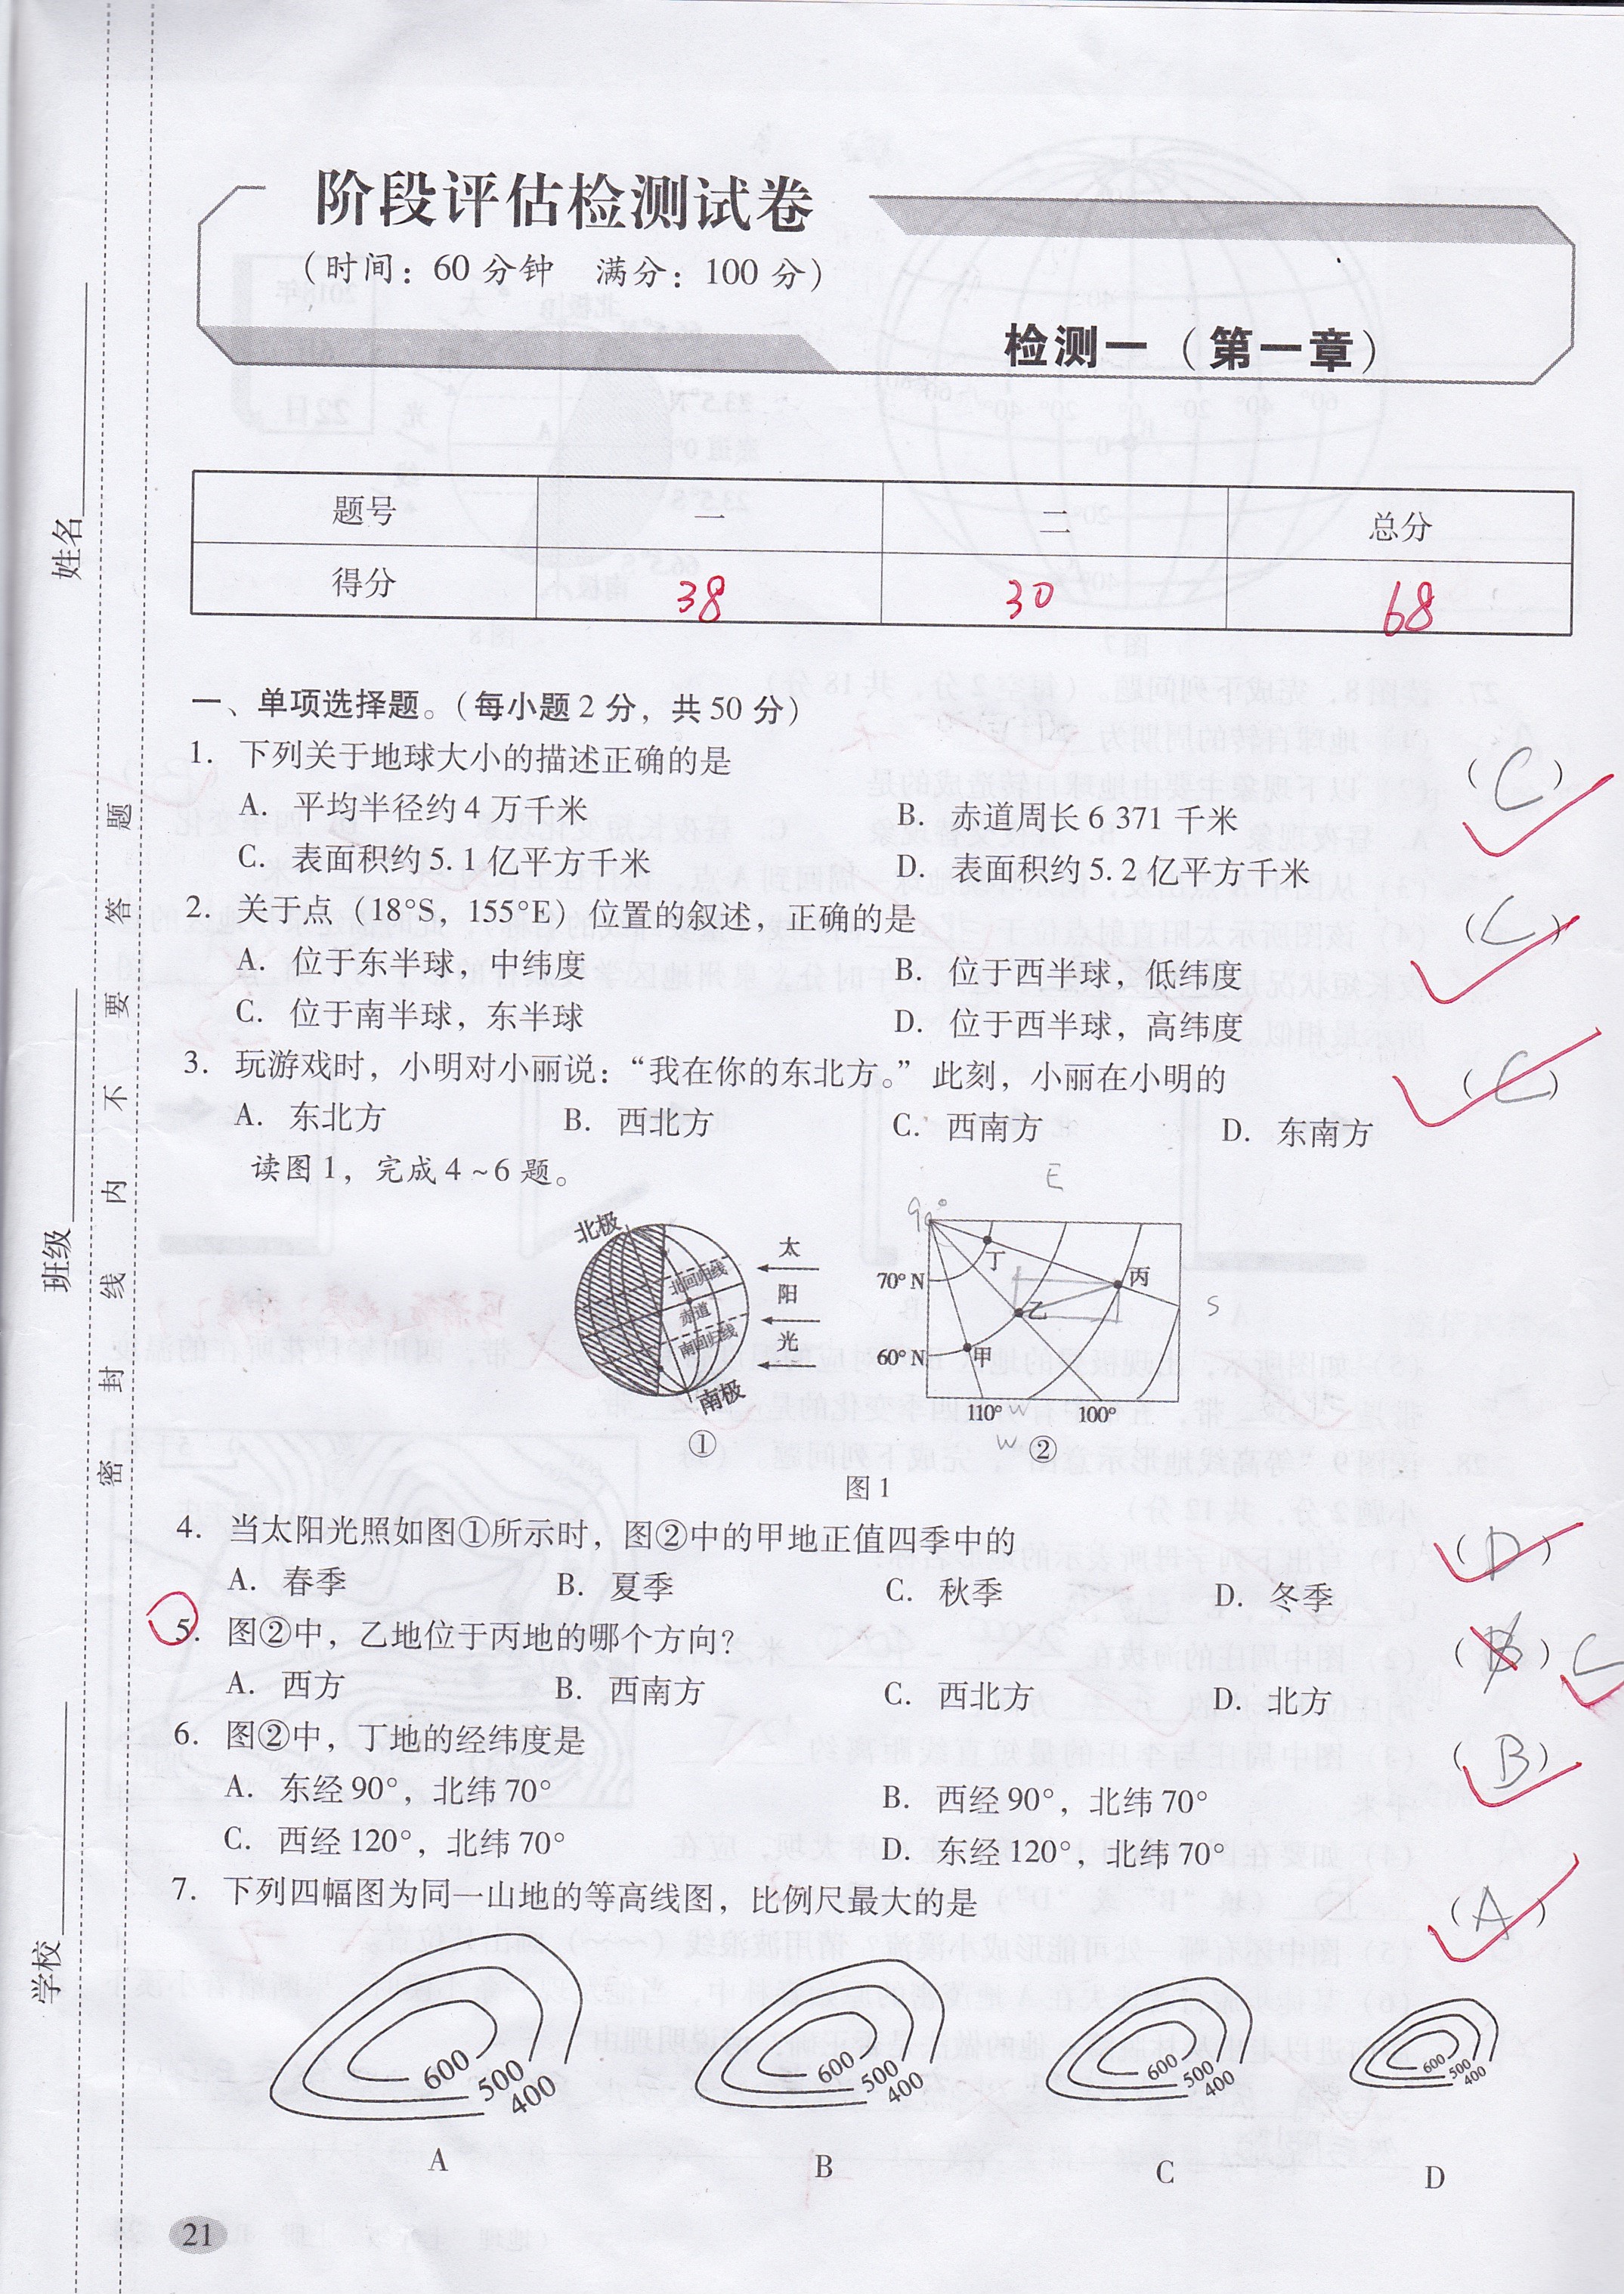 阶段评估检测试卷
(时间：60 分钟 满分：100 分)
检测一（第一章）
题号 一 二 总分
得分 38 30 68
一、单项选择题。（每小题 2 分，共 50 分）
1. 下列关于地球大小的描述正确的是 (C)
A. 平均半径约 4 万千米 B. 赤道周长 6 371 千米
C. 表面积约 5.1 亿平方千米 D. 表面积约 5.2 亿平方千米
2. 关于点（18°S，155°E）位置的叙述，正确的是 (C)
A. 位于东半球，中纬度 B. 位于西半球，低纬度
C. 位于南半球，东半球 D. 位于西半球，高纬度
3. 玩游戏时，小明对小丽说：“我在你的东北方。”此刻，小丽在小明的 (C)
A. 东北方 B. 西北方 C. 西南方 D. 东南方
读图 1，完成 4~6 题。
E
北极
北回归线
赤道
南回归线
南极
太
阳
光
①
90°
70°N
60°N
丁
丙
乙
甲
S
110° W 100°
W ②
图 1
4. 当太阳光照如图①所示时，图②中的甲地正值四季中的 (D)
A. 春季 B. 夏季 C. 秋季 D. 冬季
5. 图②中，乙地位于丙地的哪个方向？ (B) C
A. 西方 B. 西南方 C. 西北方 D. 北方
6. 图②中，丁地的经纬度是 (B)
A. 东经 90°，北纬 70° B. 西经 90°，北纬 70°
C. 西经 120°，北纬 70° D. 东经 120°，北纬 70°
7. 下列四幅图为同一山地的等高线图，比例尺最大的是 (A)
600 500 400
600 500 400
600 500 400
600 500 400
A B C D
21
学校
班级
姓名
密封线内不要答题